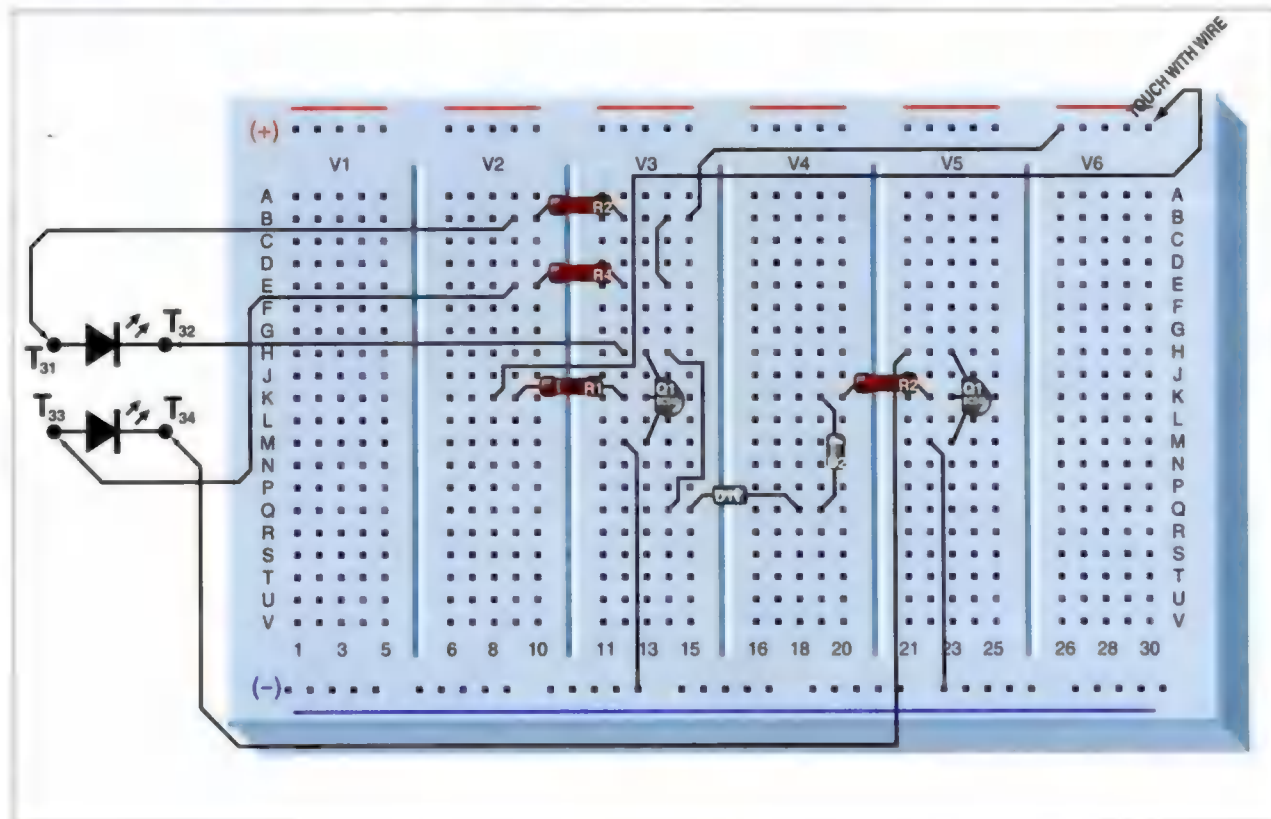 TOUCH WITH WIRE
(+)
V1 V2 V3 V4 V5 V6
A A
B R2 B
C C
D D
E R4 E
F F
G G
T31 T32 H H
J R1 Q1 R2 Q1 J
T33 T34 K K
L L
M M
N N
P P
Q Q
R R
S S
T T
U U
V V
1 3 5 6 8 10 11 13 15 16 18 20 21 23 25 26 28 30
(-)